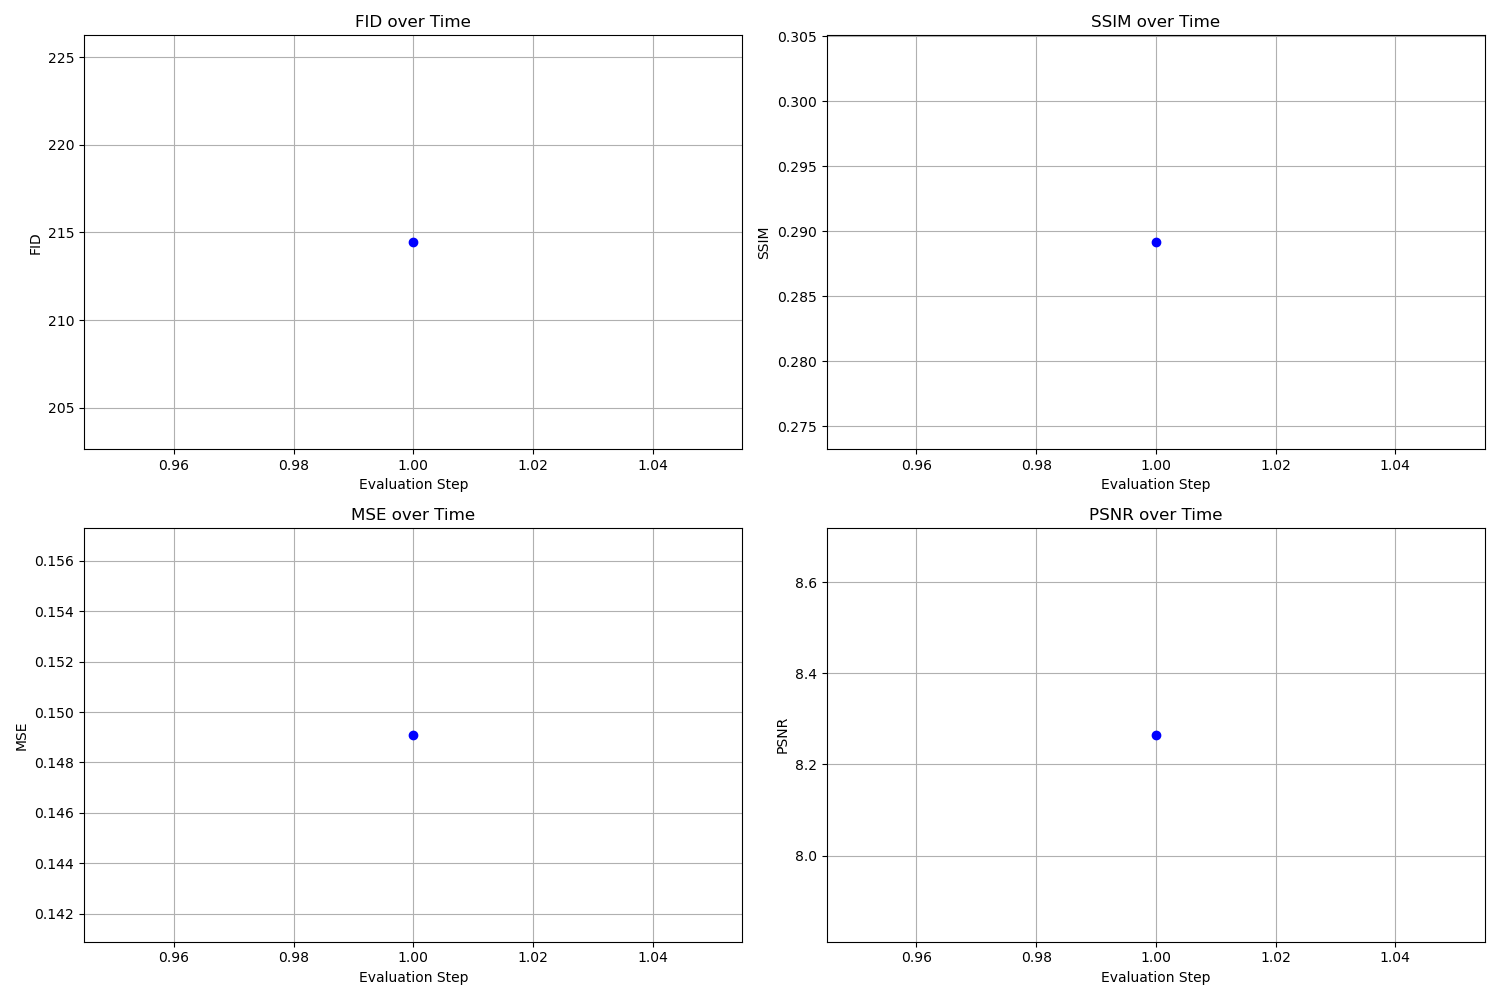 FID over Time
225
220
215
210
205
FID
0.96 0.98 1.00 1.02 1.04
Evaluation Step
SSIM over Time
0.305
0.300
0.295
0.290
0.285
0.280
0.275
SSIM
0.96 0.98 1.00 1.02 1.04
Evaluation Step
MSE over Time
0.156
0.154
0.152
0.150
0.148
0.146
0.144
0.142
MSE
0.96 0.98 1.00 1.02 1.04
Evaluation Step
PSNR over Time
8.6
8.4
8.2
8.0
PSNR
0.96 0.98 1.00 1.02 1.04
Evaluation Step